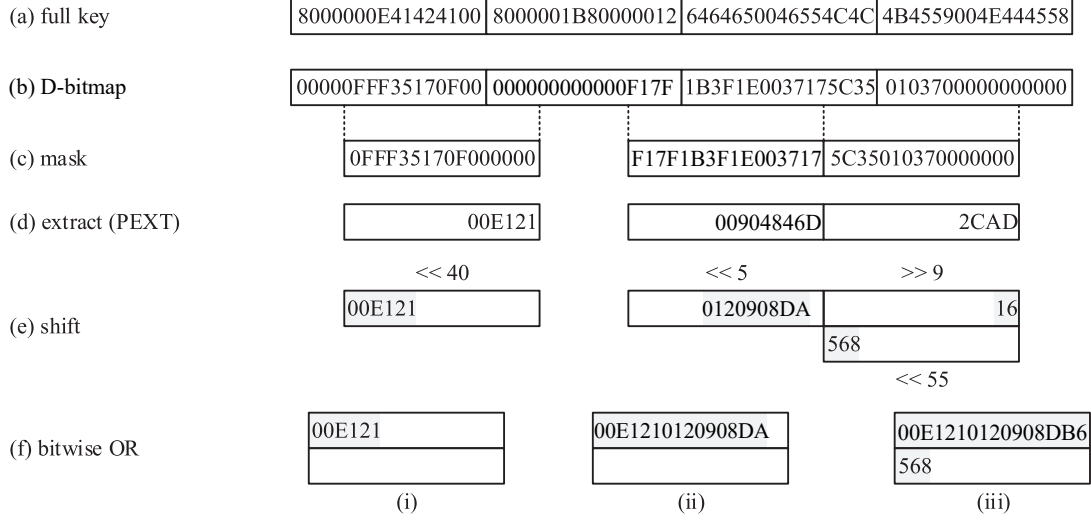 (a) full key 8000000E41424100 8000001B80000012 6464650046554C4C 4B4559004E444558
(b) D-bitmap 00000FFF35170F00 000000000000F17F 1B3F1E0037175C35 0103700000000000
(c) mask 0FFF35170F000000 F17F1B3F1E003717 5C35010370000000
(d) extract (PEXT) 00E121 00904846D 2CAD
<< 40 << 5 >> 9
(e) shift 00E121 0120908DA 16
568
<< 55
(f) bitwise OR 00E121 00E1210120908DA 00E1210120908DB6
568
(i) (ii) (iii)